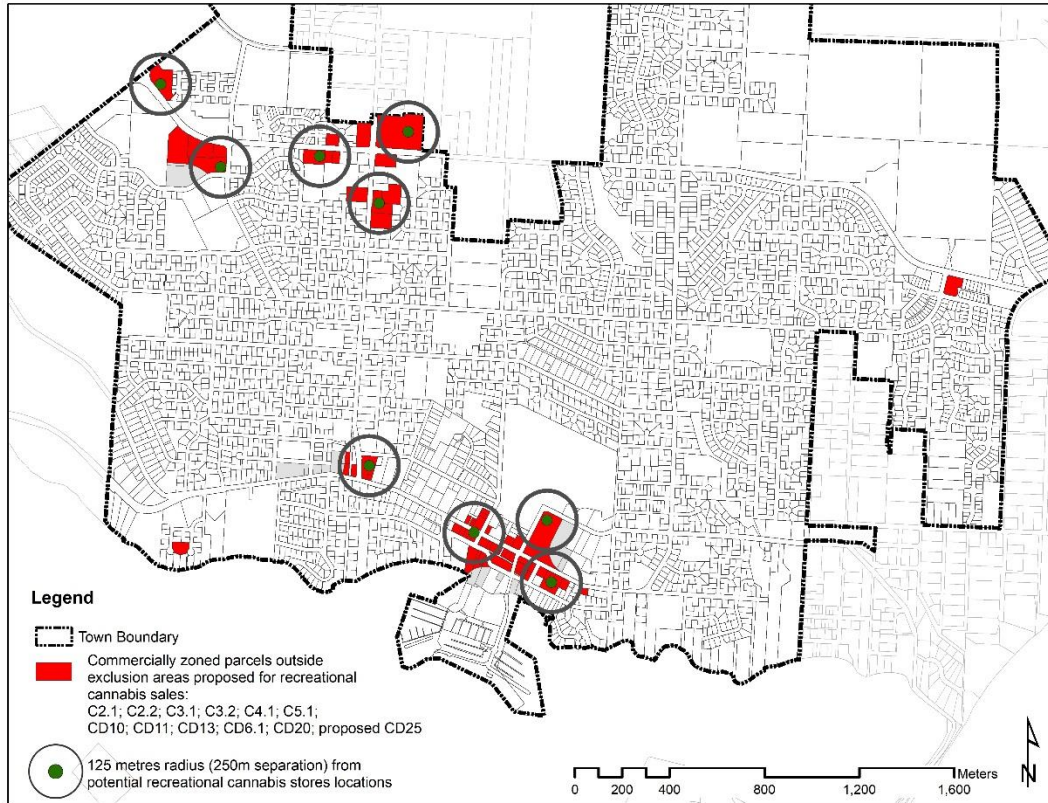 Legend
Town Boundary
Commercially zoned parcels outside
exclusion areas proposed for recreational
cannabis sales:
C2.1; C2.2; C3.1; C3.2; C4.1; C5.1;
CD10; CD11; CD13; CD6.1; CD20; proposed CD25
125 metres radius (250m separation) from
potential recreational cannabis stores locations
Meters
0 200 400 800 1,200 1,600
N